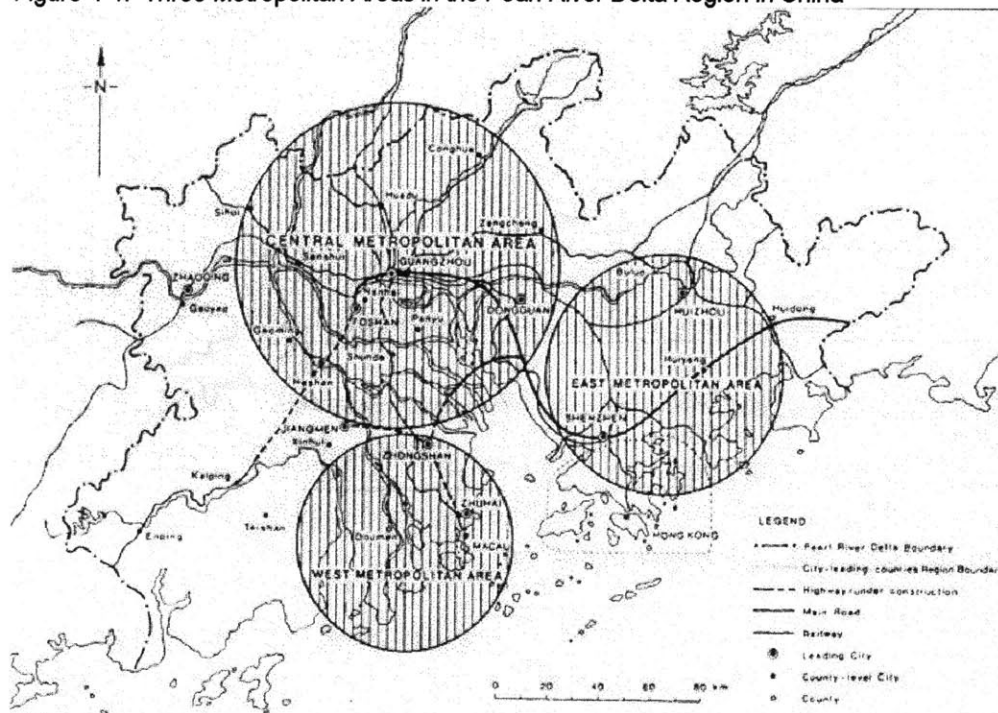 Figure 4-1: Three Metropolitan Areas in the Pearl River Delta Region in China
-N-
Conghua
Huadu
Sihui
Zengcheng
CENTRAL METROPOLITAN AREA
Sanshui
GUANGZHOU
Boluo
ZHAOQING
Nanhai
Gaoyao
DONGGUAN
HUIZHOU
FOSHAN
Panyu
Huidong
Gaoming
Shunde
Huiyang
Heshan
EAST METROPOLITAN AREA
JIANGMEN
SHENZHEN
Xinhui
ZHONGSHAN
Kaiping
ZHUHAI
Taishan
Enping
Doumen
MACAU
HONG KONG
WEST METROPOLITAN AREA
LEGEND
Pearl River Delta Boundary
City-leading-counties Region Boundar
Highway under construction
Main Road
Railway
Leading City
County-level City
County
0 20 40 60 80 km